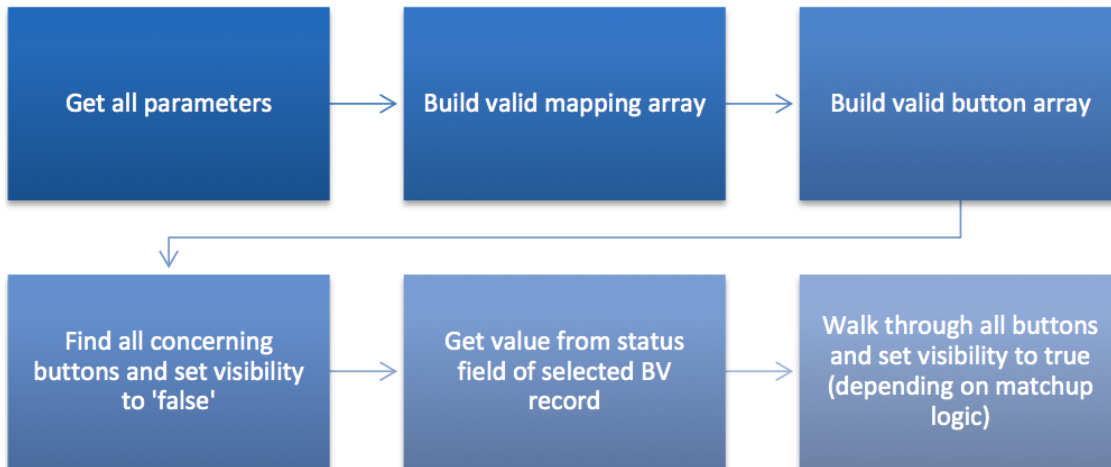 Get all parameters
Build valid mapping array
Build valid button array
Find all concerning
buttons and set visibility
to 'false'
Get value from status
field of selected BV
record
Walk through all buttons
and set visibility to true
(depending on matchup
logic)